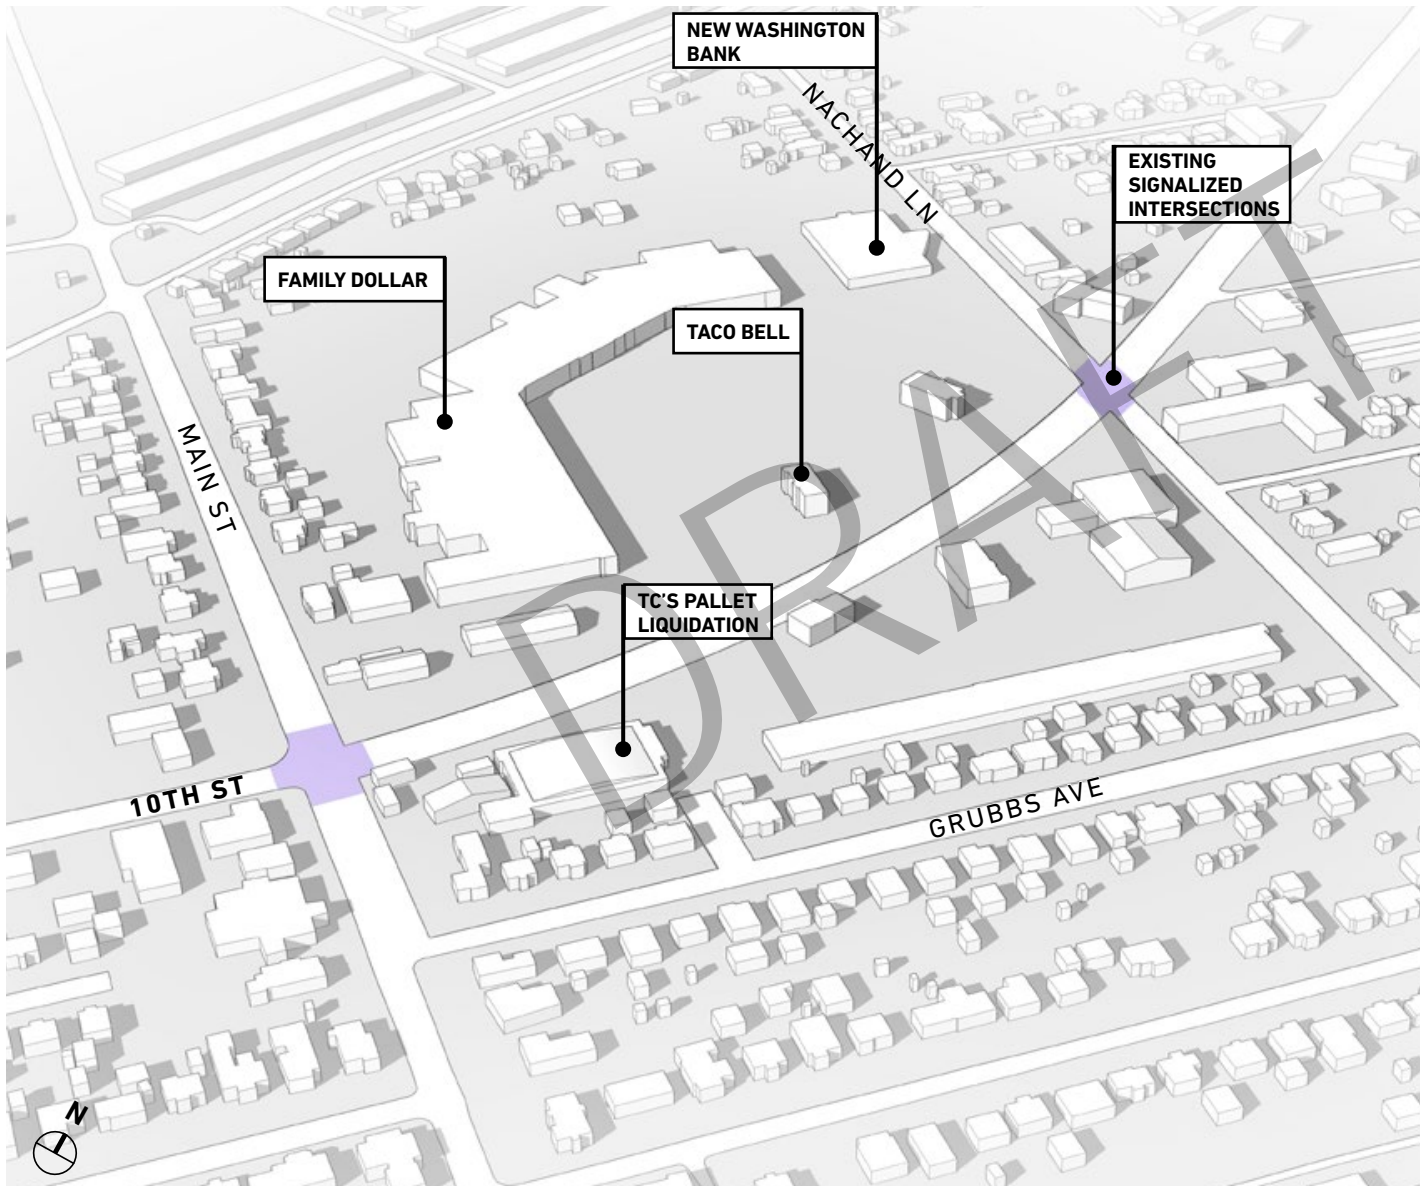 NEW WASHINGTON
BANK
NACHAND LN
EXISTING
SIGNALIZED
INTERSECTIONS
FAMILY DOLLAR
TACO BELL
MAIN ST
DRAFT
TC'S PALLET
LIQUIDATION
10TH ST
GRUBBS AVE
N